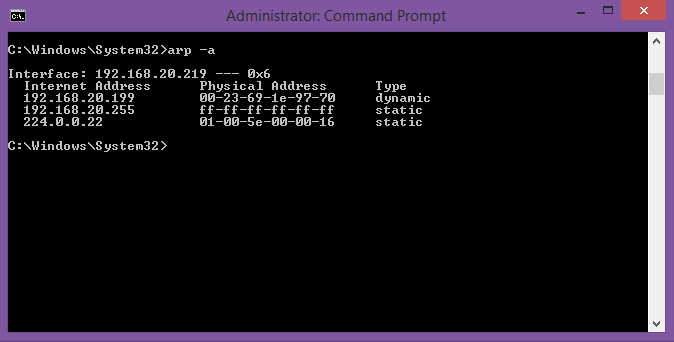 Administrator: Command Prompt
C:\Windows\System32>arp -a
Interface: 192.168.20.219 --- 0x6
Internet Address Physical Address Type
192.168.20.199 00-23-69-1e-97-70 dynamic
192.168.20.255 ff-ff-ff-ff-ff-ff static
224.0.0.22 01-00-5e-00-00-16 static
C:\Windows\System32>